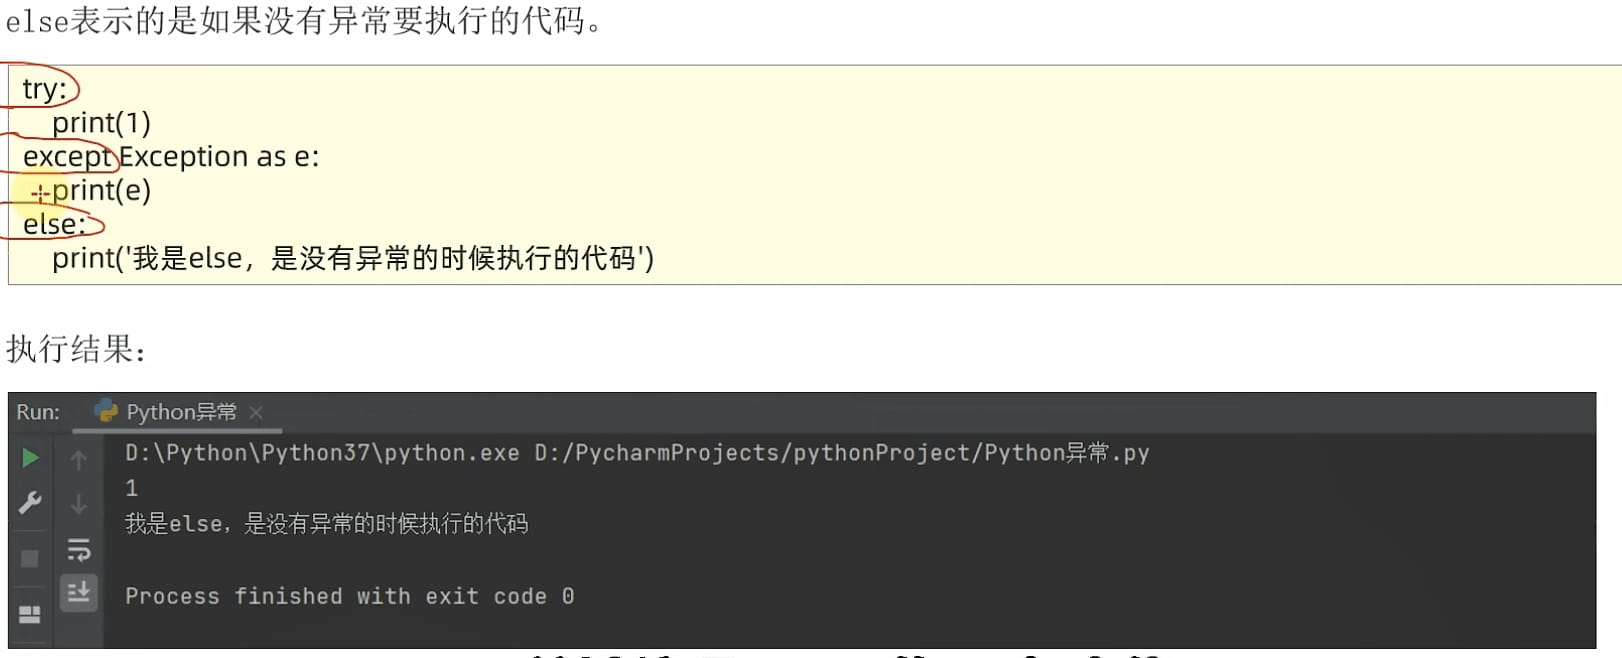 else表示的是如果没有异常要执行的代码。
try:
print(1)
except Exception as e:
print(e)
else:
print('我是else，是没有异常的时候执行的代码')
执行结果：
Run: Python异常
D:\Python\Python37\python.exe D:/PycharmProjects/pythonProject/Python异常.py
1
我是else，是没有异常的时候执行的代码
Process finished with exit code 0